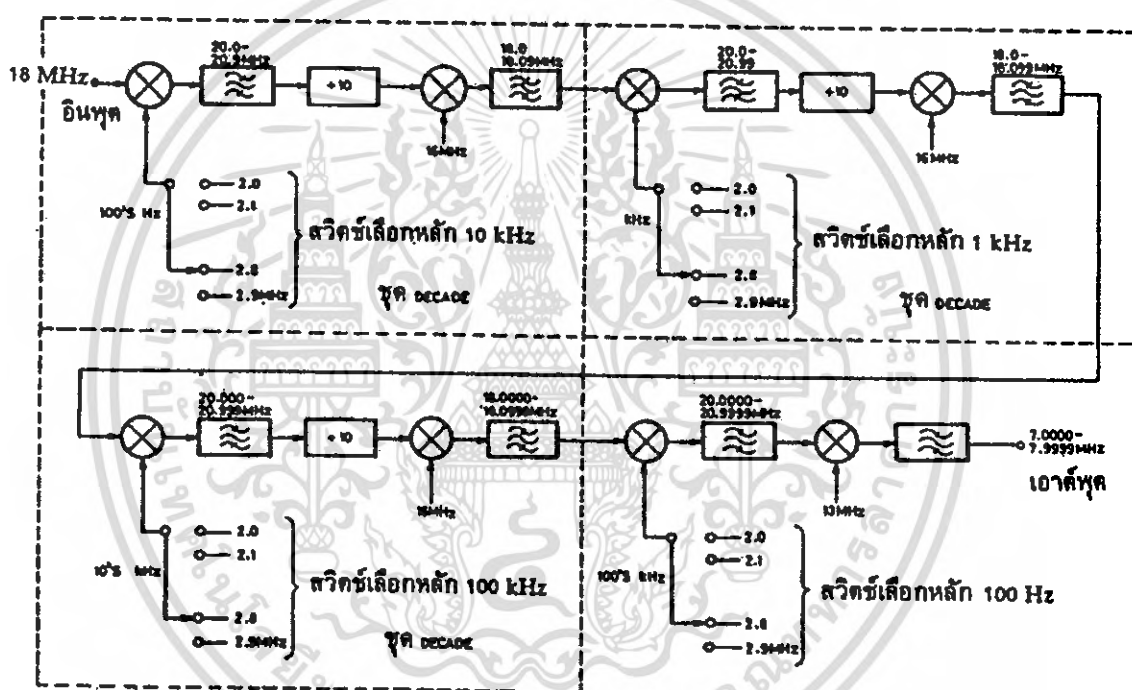 18 MHz
อินพุต
20.0-
20.9MHz
÷10
16MHz
18.0
18.09MHz
100'S Hz
2.0
2.1
2.8
2.9MHz
สวิตช์เลือกหลัก 10 kHz
ชุด DECADE
20.0-
20.99
÷10
16MHz
18.0-
18.099MHz
kHz
2.0
2.1
2.6
2.9MHz
สวิตช์เลือกหลัก 1 kHz
ชุด DECADE
20.000-
20.999MHz
÷10
16MHz
18.0000-
18.0999MHz
10'S kHz
2.0
2.1
2.8
2.9MHz
สวิตช์เลือกหลัก 100 kHz
ชุด DECADE
20.0000-
20.9999MHz
13MHz
7.0000-
7.9999MHz
เอาต์พุต
100'S kHz
2.0
2.1
2.6
2.9MHz
สวิตช์เลือกหลัก 100 Hz